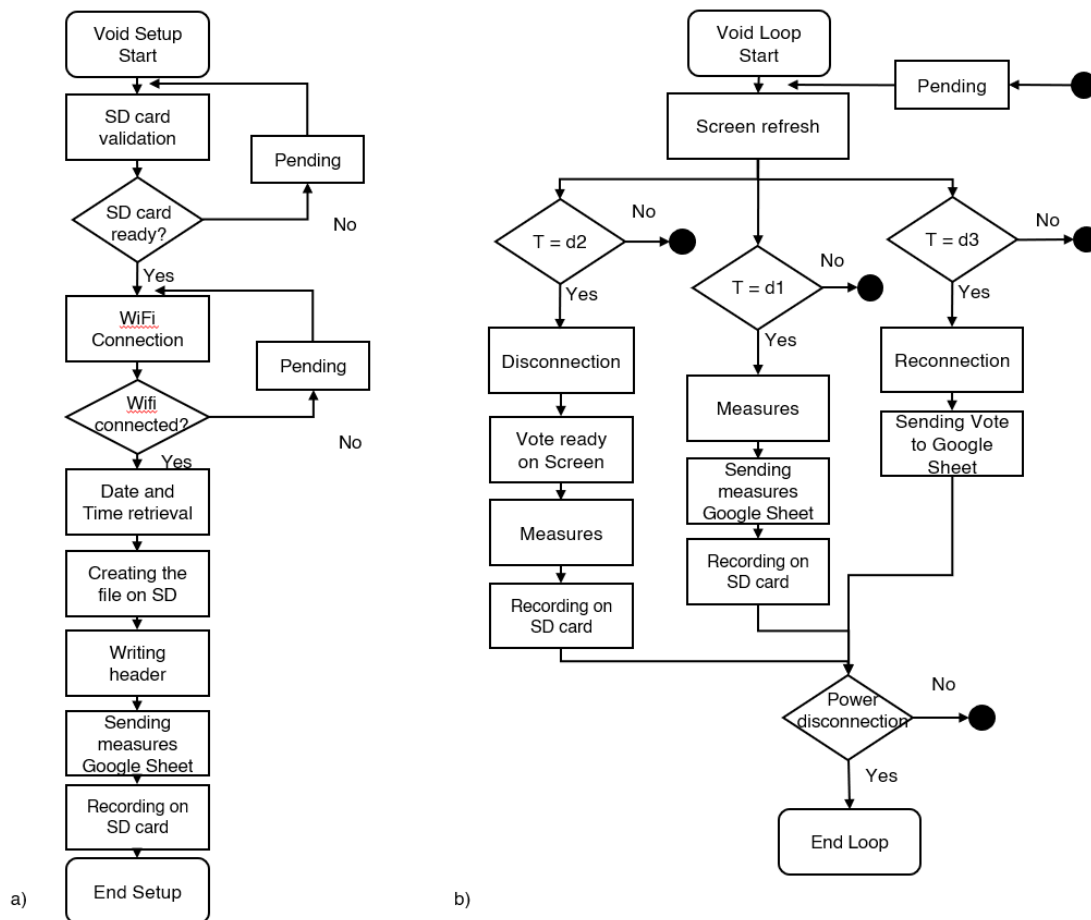 Void Setup
Start
SD card
validation
Pending
SD card
ready?
No
Yes
WiFi
Connection
Pending
Wifi
connected?
No
Yes
Date and
Time retrieval
Creating the
file on SD
Writing
header
Sending
measures
Google Sheet
Recording on
SD card
End Setup
a)
Void Loop
Start
Pending
Screen refresh
T = d2
No
Yes
Disconnection
Vote ready
on Screen
Measures
Recording on
SD card
T = d1
No
Yes
Measures
Sending
measures
Google Sheet
Recording on
SD card
T = d3
No
Yes
Reconnection
Sending Vote
to Google
Sheet
Power
disconnection
No
Yes
End Loop
b)